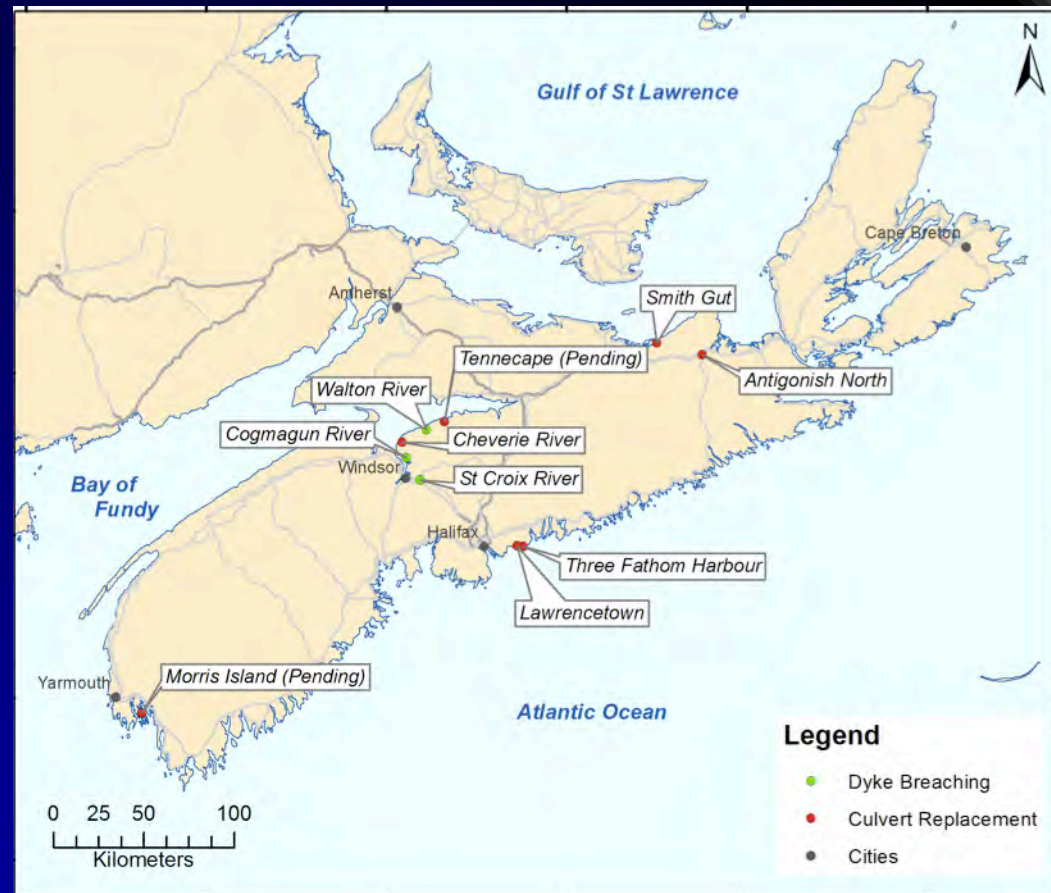 N
Gulf of St Lawrence
Cape Breton
Smith Gut
Amherst
Tennecape (Pending)
Antigonish North
Walton River
Cogmagun River
Cheverie River
Windsor
St Croix River
Bay of
Fundy
Halifax
Three Fathom Harbour
Lawrencetown
Morris Island (Pending)
Yarmouth
Atlantic Ocean
Legend
Dyke Breaching
Culvert Replacement
Cities
0 25 50 100
Kilometers